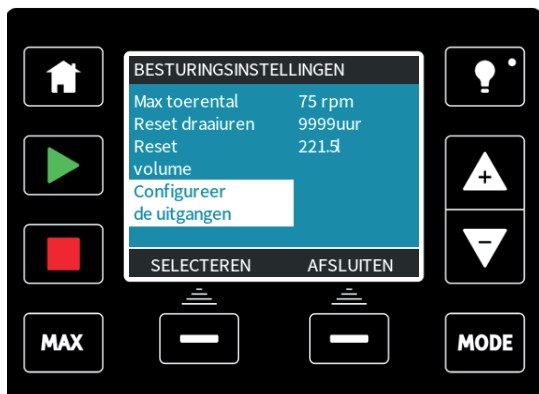 BESTURINGSINSTELLINGEN
Max toerental 75 rpm
Reset draaiuren 9999uur
Reset 221.5l
volume
Configureer
de uitgangen
SELECTEREN AFSLUITEN
MAX
MODE